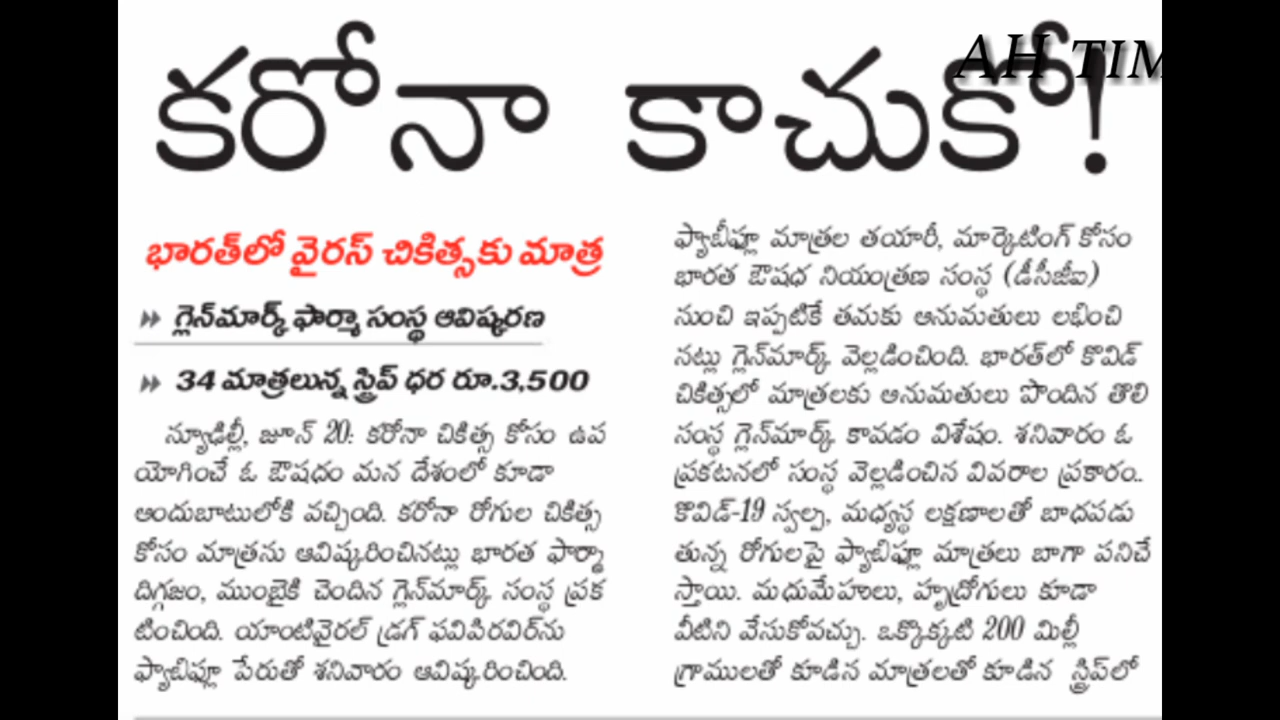 కరోనా కాచుకో!
AH TIM
భారత్‌లో వైరస్ చికిత్సకు మాత్ర
గ్లెన్‌మార్క్ ఫార్మా సంస్థ ఆవిష్కరణ
34 మాత్రలున్న స్ట్రిప్ ధర రూ.3,500
న్యూఢిల్లీ, జూన్ 20: కరోనా చికిత్స కోసం ఉప
యోగించే ఓ ఔషధం మన దేశంలో కూడా
అందుబాటులోకి వచ్చింది. కరోనా రోగుల చికిత్స
కోసం మాత్రను ఆవిష్కరించినట్లు భారత ఫార్మా
దిగ్గజం, ముంబైకి చెందిన గ్లెన్‌మార్క్ సంస్థ ప్రక
టించింది. యాంటివైరల్ డ్రగ్ ఫవిపిరవిర్‌ను
ఫ్యాబిఫ్లూ పేరుతో శనివారం ఆవిష్కరించింది.
ఫ్యాబీఫ్లూ మాత్రల తయారీ, మార్కెటింగ్ కోసం
భారత ఔషధ నియంత్రణ సంస్థ (డీసీజీఐ)
నుంచి ఇప్పటికే తమకు అనుమతులు లభించి
నట్లు గ్లెన్‌మార్క్ వెల్లడించింది. భారత్‌లో కొవిడ్
చికిత్సలో మాత్రలకు అనుమతులు పొందిన తొలి
సంస్థ గ్లెన్‌మార్క్ కావడం విశేషం. శనివారం ఓ
ప్రకటనలో సంస్థ వెల్లడించిన వివరాల ప్రకారం..
కొవిడ్-19 స్వల్ప, మధ్యస్థ లక్షణాలతో బాధపడు
తున్న రోగులపై ఫ్యాబిఫ్లూ మాత్రలు బాగా పనిచే
స్తాయి. మధుమేహులు, హృద్రోగులు కూడా
వీటిని వేసుకోవచ్చు. ఒక్కొక్కటి 200 మిల్లీ
గ్రాములతో కూడిన మాత్రలతో కూడిన స్ట్రిప్‌లో